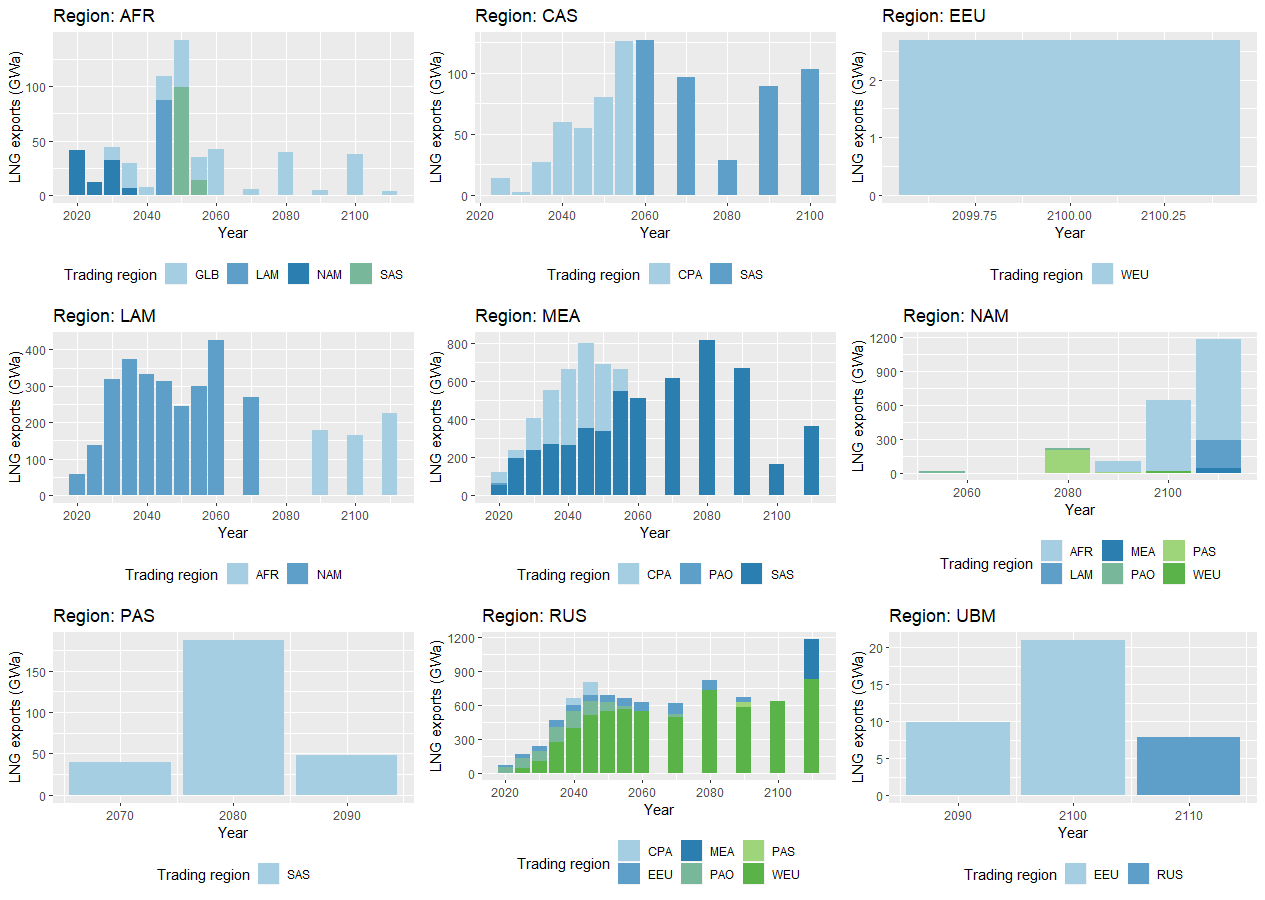 Region: AFR
LNG exports (GWa)
100
50
0
2020 2040 2060 2080 2100
Year
Trading region GLB LAM NAM SAS
Region: CAS
LNG exports (GWa)
100
50
0
2020 2040 2060 2080 2100
Year
Trading region CPA SAS
Region: EEU
LNG exports (GWa)
2
1
0
2099.75 2100.00 2100.25
Year
Trading region WEU
Region: LAM
LNG exports (GWa)
400
300
200
100
0
2020 2040 2060 2080 2100
Year
Trading region AFR NAM
Region: MEA
LNG exports (GWa)
800
600
400
200
0
2020 2040 2060 2080 2100
Year
Trading region CPA PAO SAS
Region: NAM
LNG exports (GWa)
1200
900
600
300
0
2060 2080 2100
Year
Trading region AFR MEA PAS
LAM PAO WEU
Region: PAS
LNG exports (GWa)
150
100
50
0
2070 2080 2090
Year
Trading region SAS
Region: RUS
LNG exports (GWa)
1200
900
600
300
0
2020 2040 2060 2080 2100
Year
Trading region CPA MEA PAS
EEU PAO WEU
Region: UBM
LNG exports (GWa)
20
15
10
5
0
2090 2100 2110
Year
Trading region EEU RUS